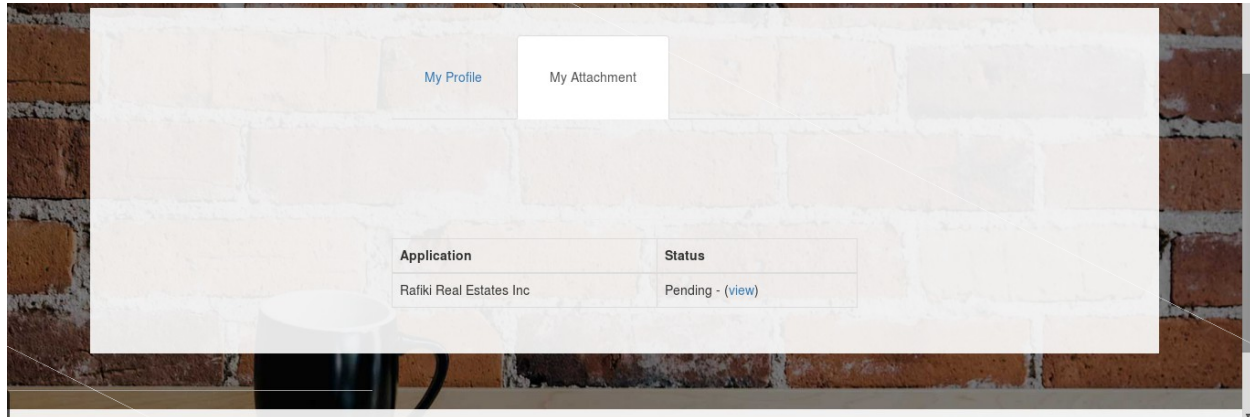 My Profile My Attachment
Application Status
Rafiki Real Estates Inc Pending - (view)